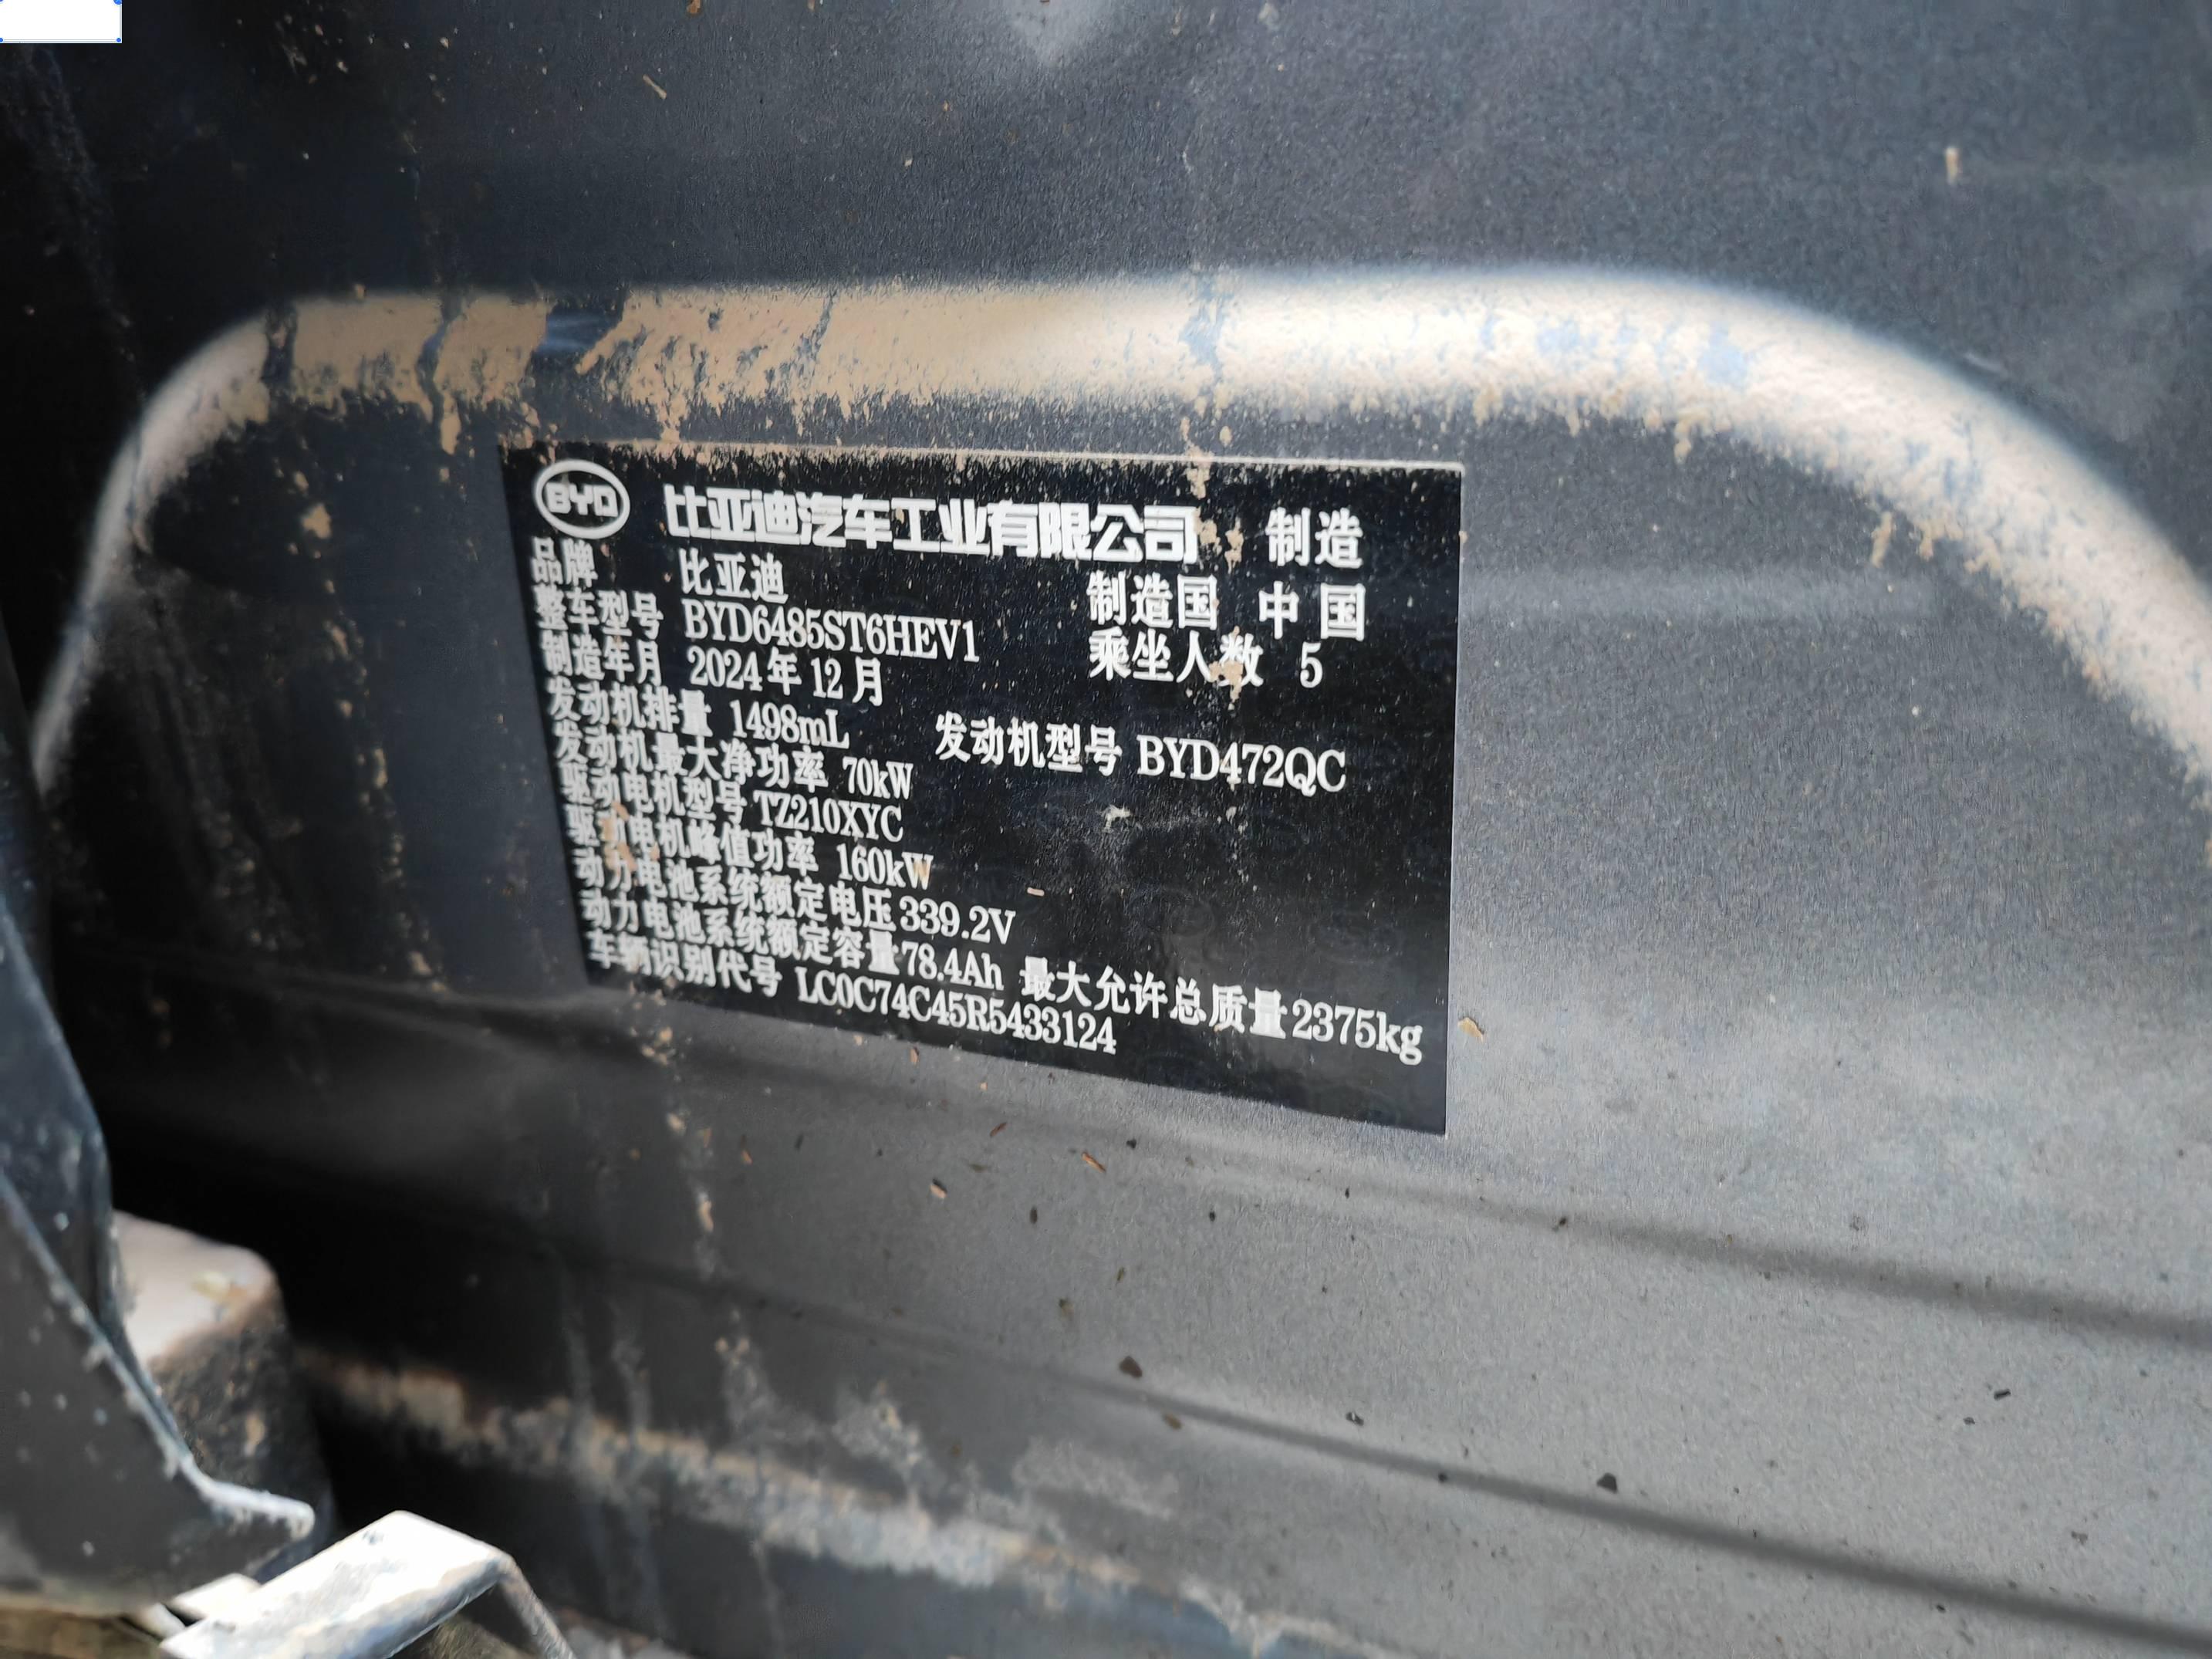 BYD 比亚迪汽车工业有限公司 制造
品牌 比亚迪 制造国 中国
整车型号 BYD6485ST6HEV1 乘坐人数 5
制造年月 2024年12月
发动机排量 1498mL 发动机型号 BYD472QC
发动机最大净功率 70kW
驱动电机型号 TZ210XYC
驱动电机峰值功率 160kW
动力电池系统额定电压 339.2V
动力电池系统额定容量 78.4Ah 最大允许总质量 2375kg
车辆识别代号 LC0C74C45R5433124